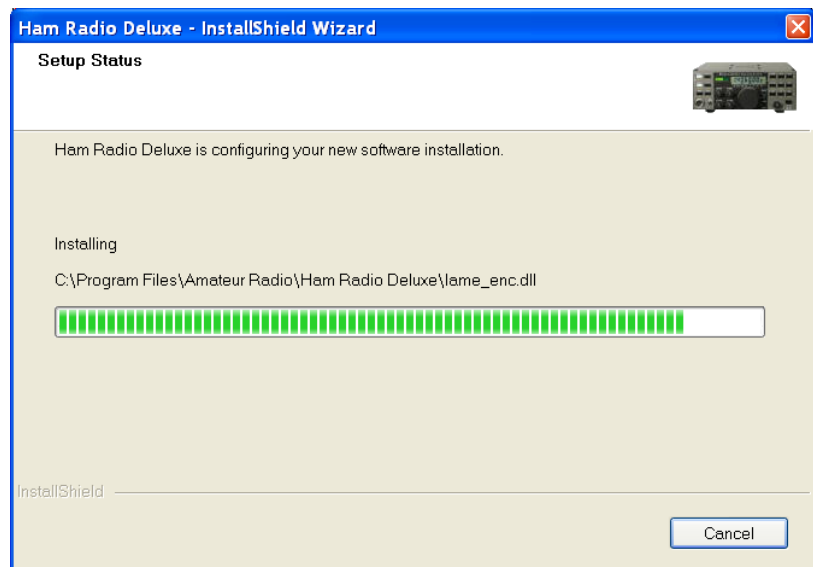 Ham Radio Deluxe - InstallShield Wizard
Setup Status
Ham Radio Deluxe is configuring your new software installation.
Installing
C:\Program Files\Amateur Radio\Ham Radio Deluxe\lame_enc.dll
InstallShield
Cancel